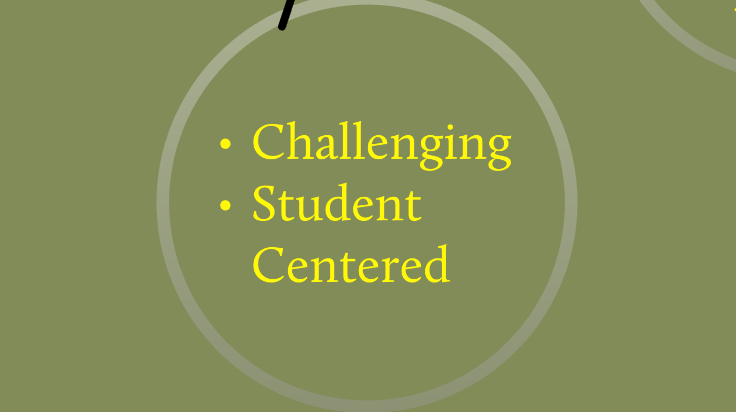 • Challenging
• Student
Centered